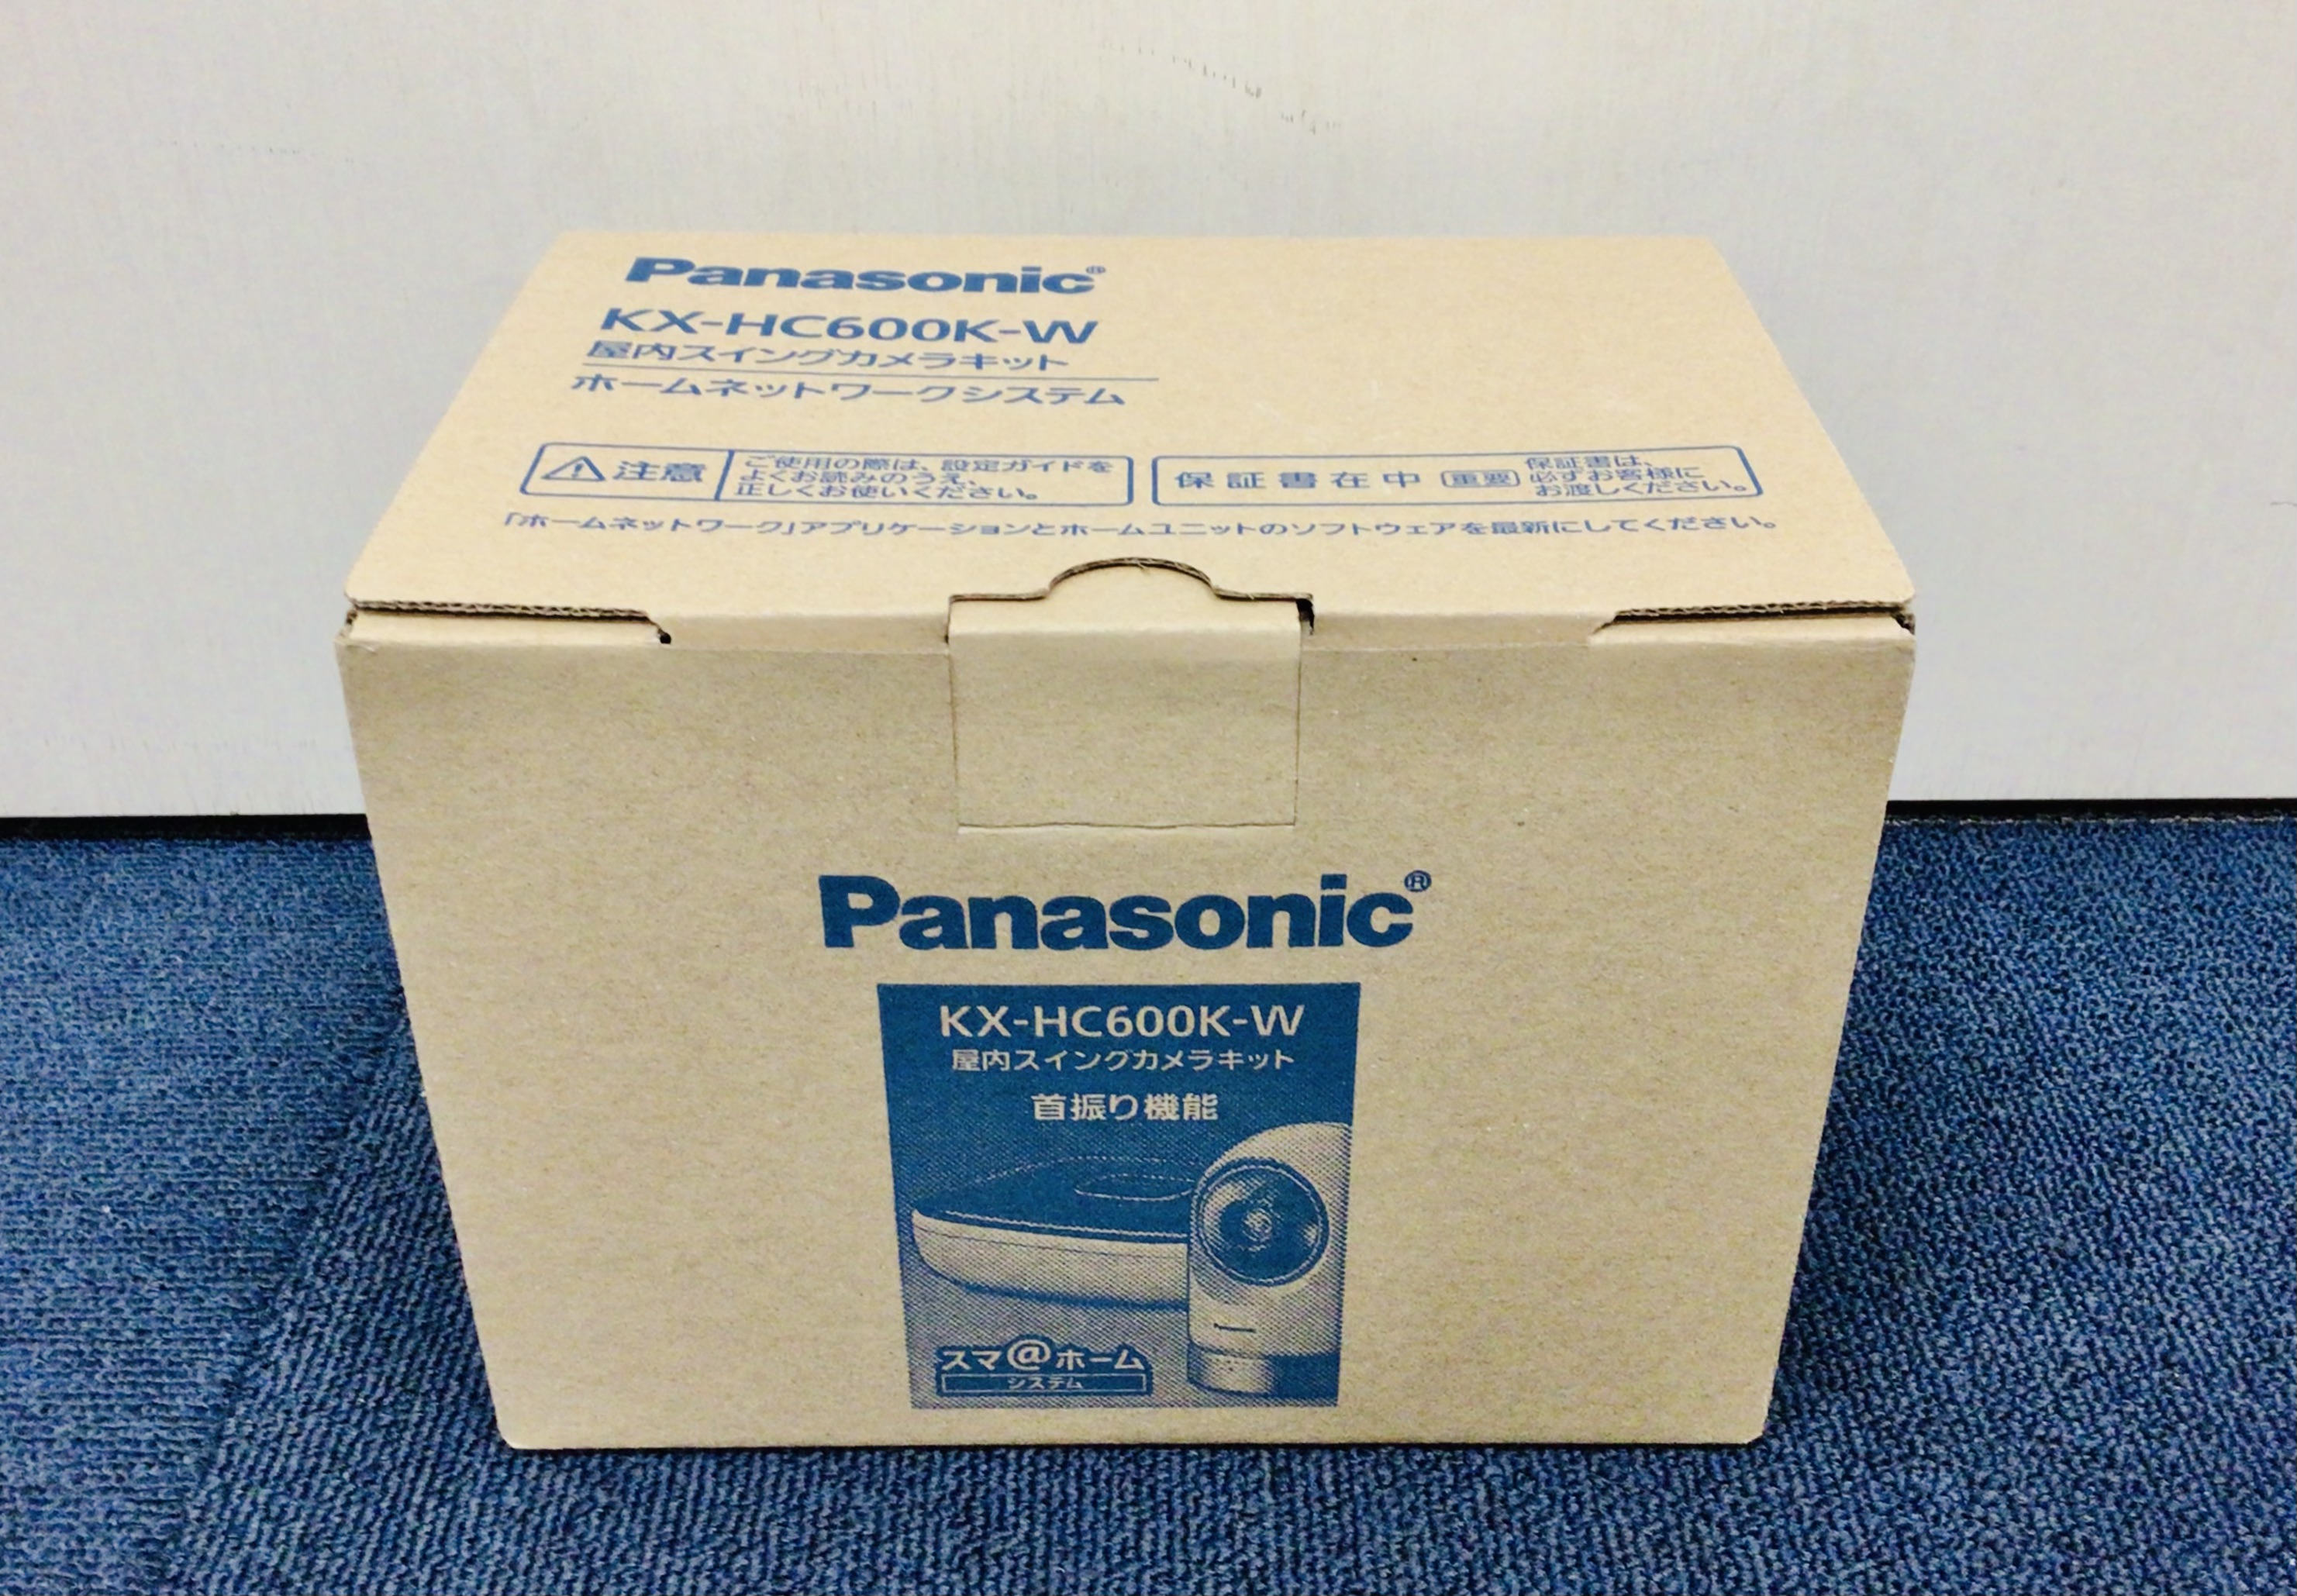 Panasonic®
KX-HC600K-W
屋内スイングカメラキット
ホームネットワークシステム
注意
ご使用の際は、設定ガイドを
よくお読みのうえ、
正しくお使いください。
保証書在中
重要
保証書は、
必ずお客様に
お渡しください。
「ホームネットワーク」アプリケーションとホームユニットのソフトウェアを最新にしてください。
Panasonic®
KX-HC600K-W
屋内スイングカメラキット
首振り機能
スマ@ホーム
システム